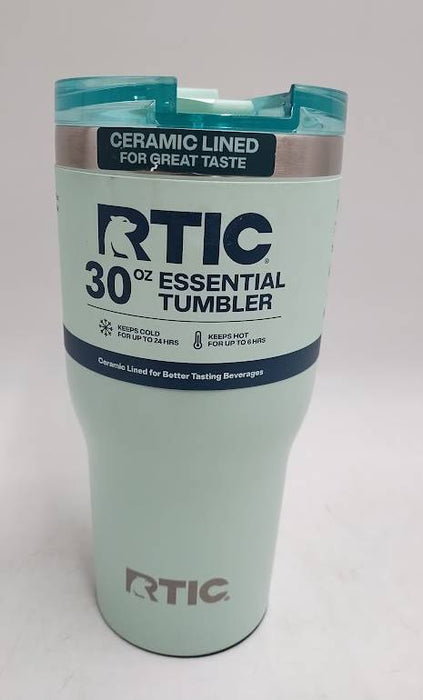 CERAMIC LINED
FOR GREAT TASTE
RTIC®
30 OZ ESSENTIAL
TUMBLER
KEEPS COLD
FOR UP TO 24 HRS
KEEPS HOT
FOR UP TO 6 HRS
Ceramic Lined for Better Tasting Beverages
RTIC®